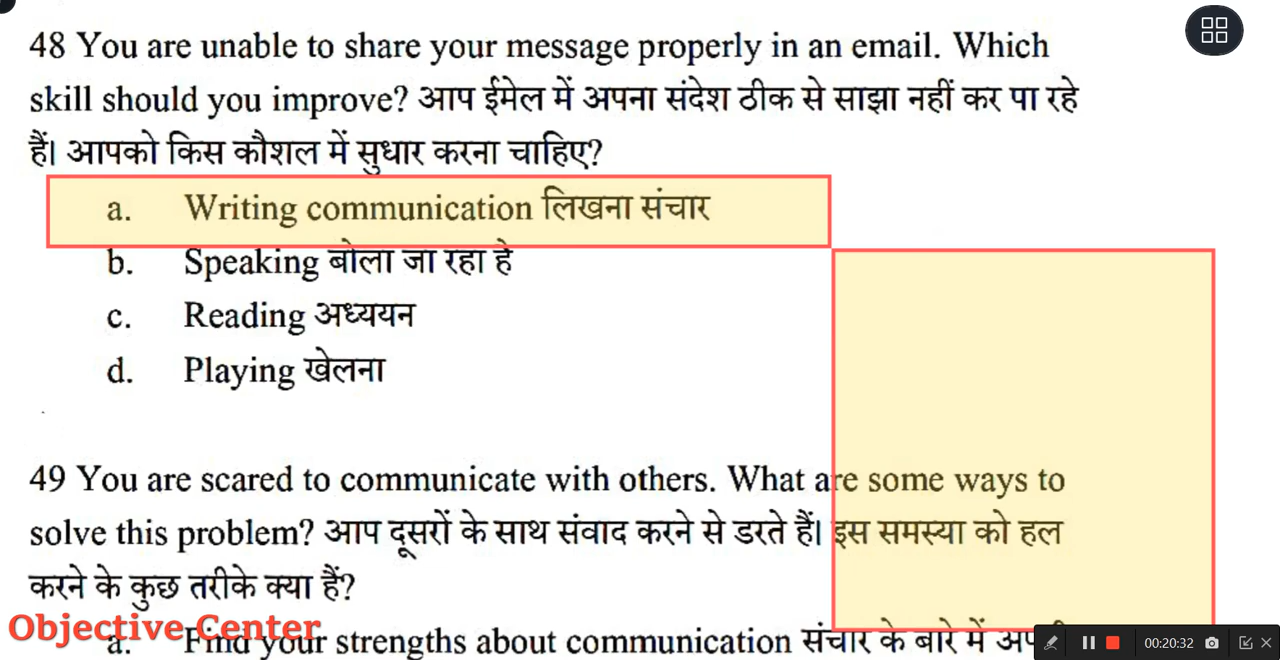 48 You are unable to share your message properly in an email. Which
skill should you improve? आप ईमेल में अपना संदेश ठीक से साझा नहीं कर पा रहे
हैं। आपको किस कौशल में सुधार करना चाहिए?
a. Writing communication लिखना संचार
b. Speaking बोला जा रहा है
c. Reading अध्ययन
d. Playing खेलना
49 You are scared to communicate with others. What are some ways to
solve this problem? आप दूसरों के साथ संवाद करने से डरते हैं। इस समस्या को हल
करने के कुछ तरीके क्या हैं?
Objective Center
a. Find your strengths about communication संचार के बारे में
00:20:32